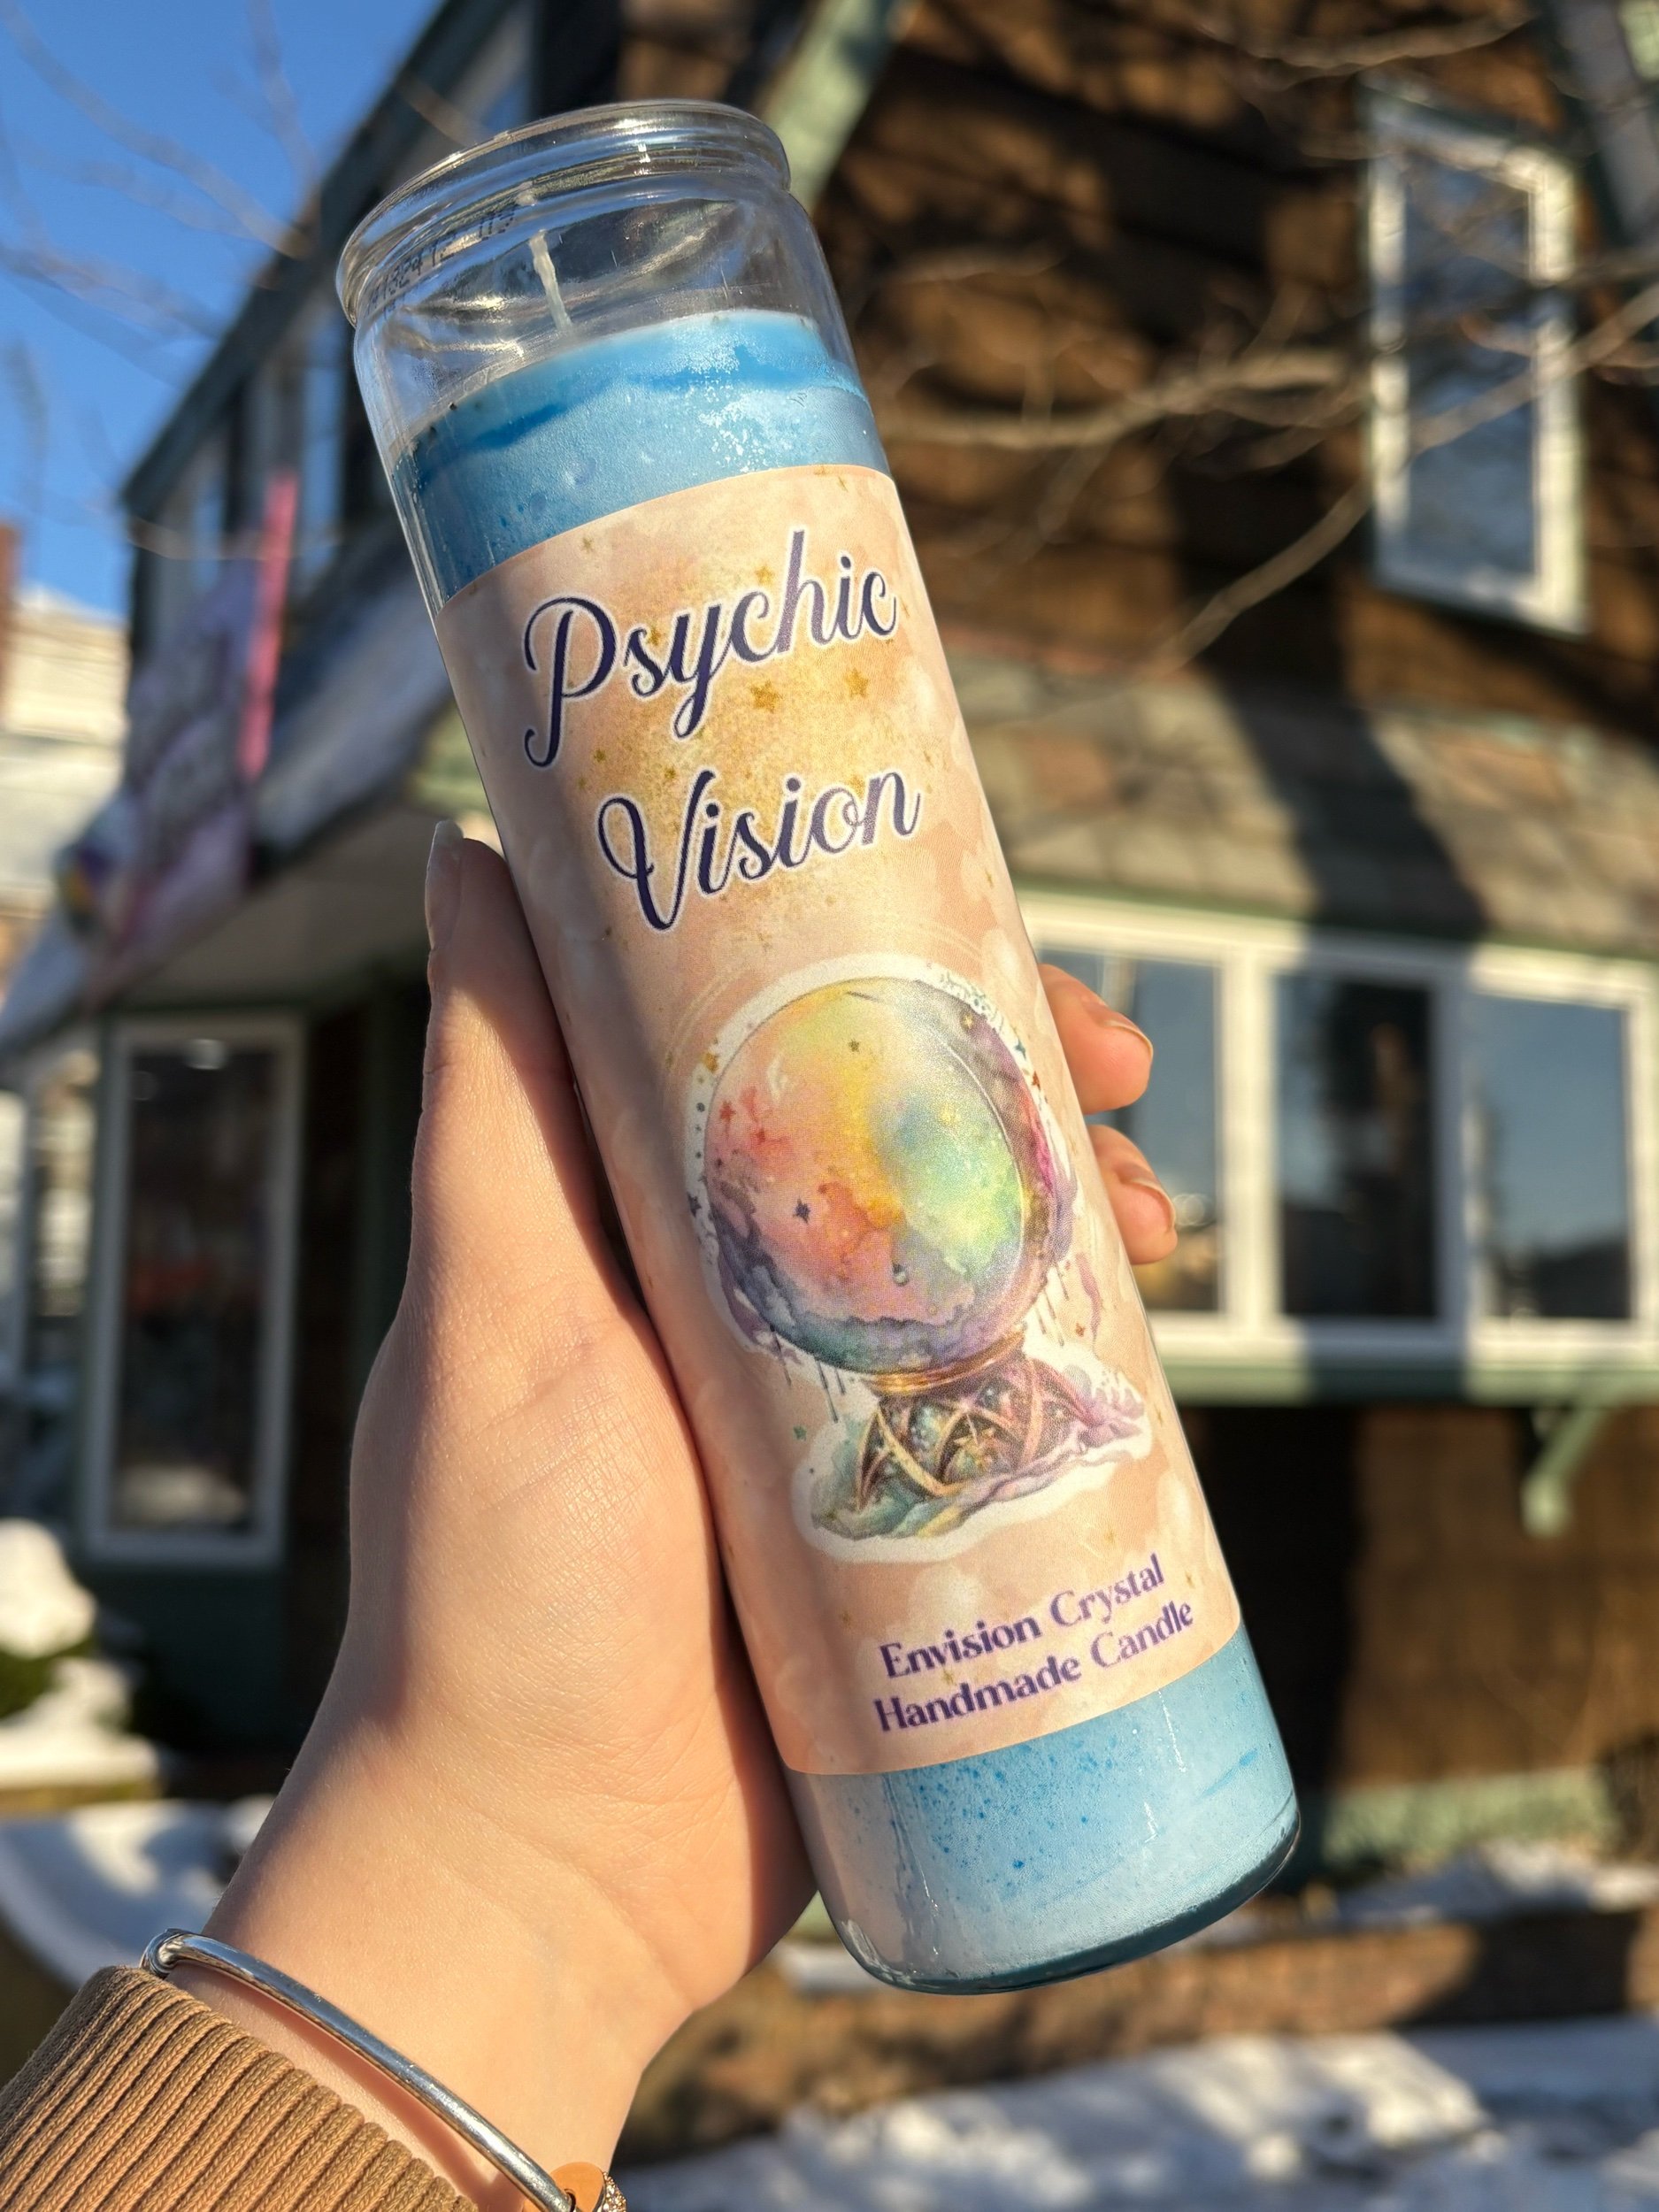 Psychic
Vision
Envision Crystal
Handmade Candle